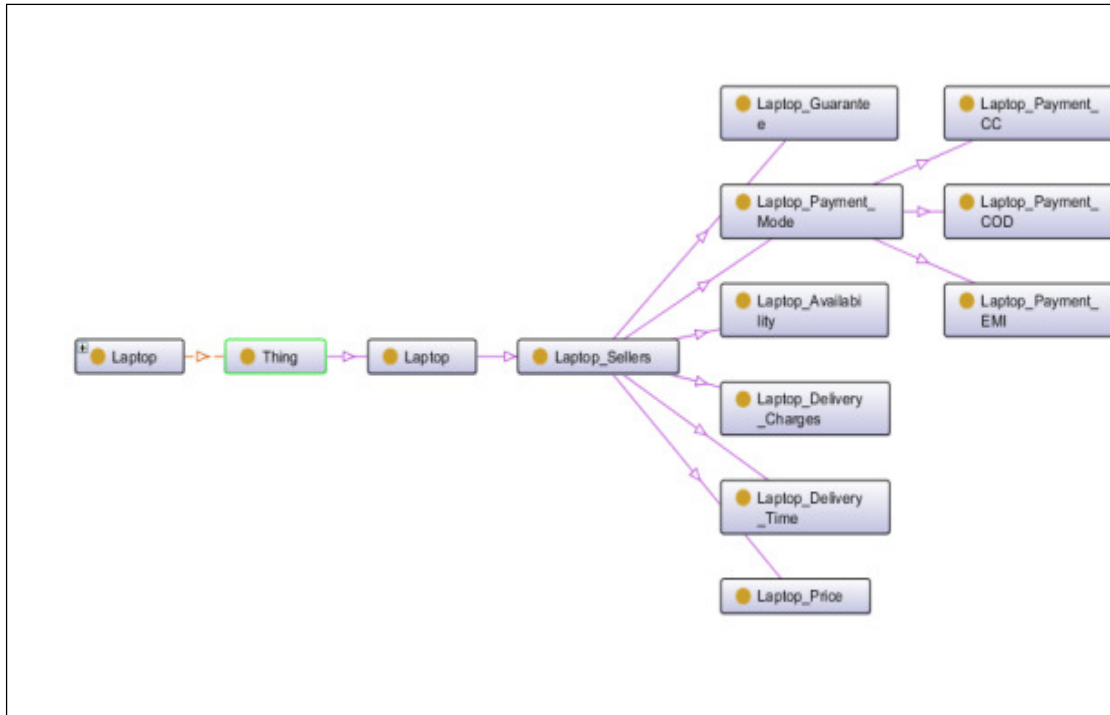 Laptop
Thing
Laptop
Laptop_Sellers
Laptop_Guarante
e
Laptop_Payment_
Mode
Laptop_Availabi
lity
Laptop_Delivery
_Charges
Laptop_Delivery
_Time
Laptop_Price
Laptop_Payment_
CC
Laptop_Payment_
COD
Laptop_Payment_
EMI